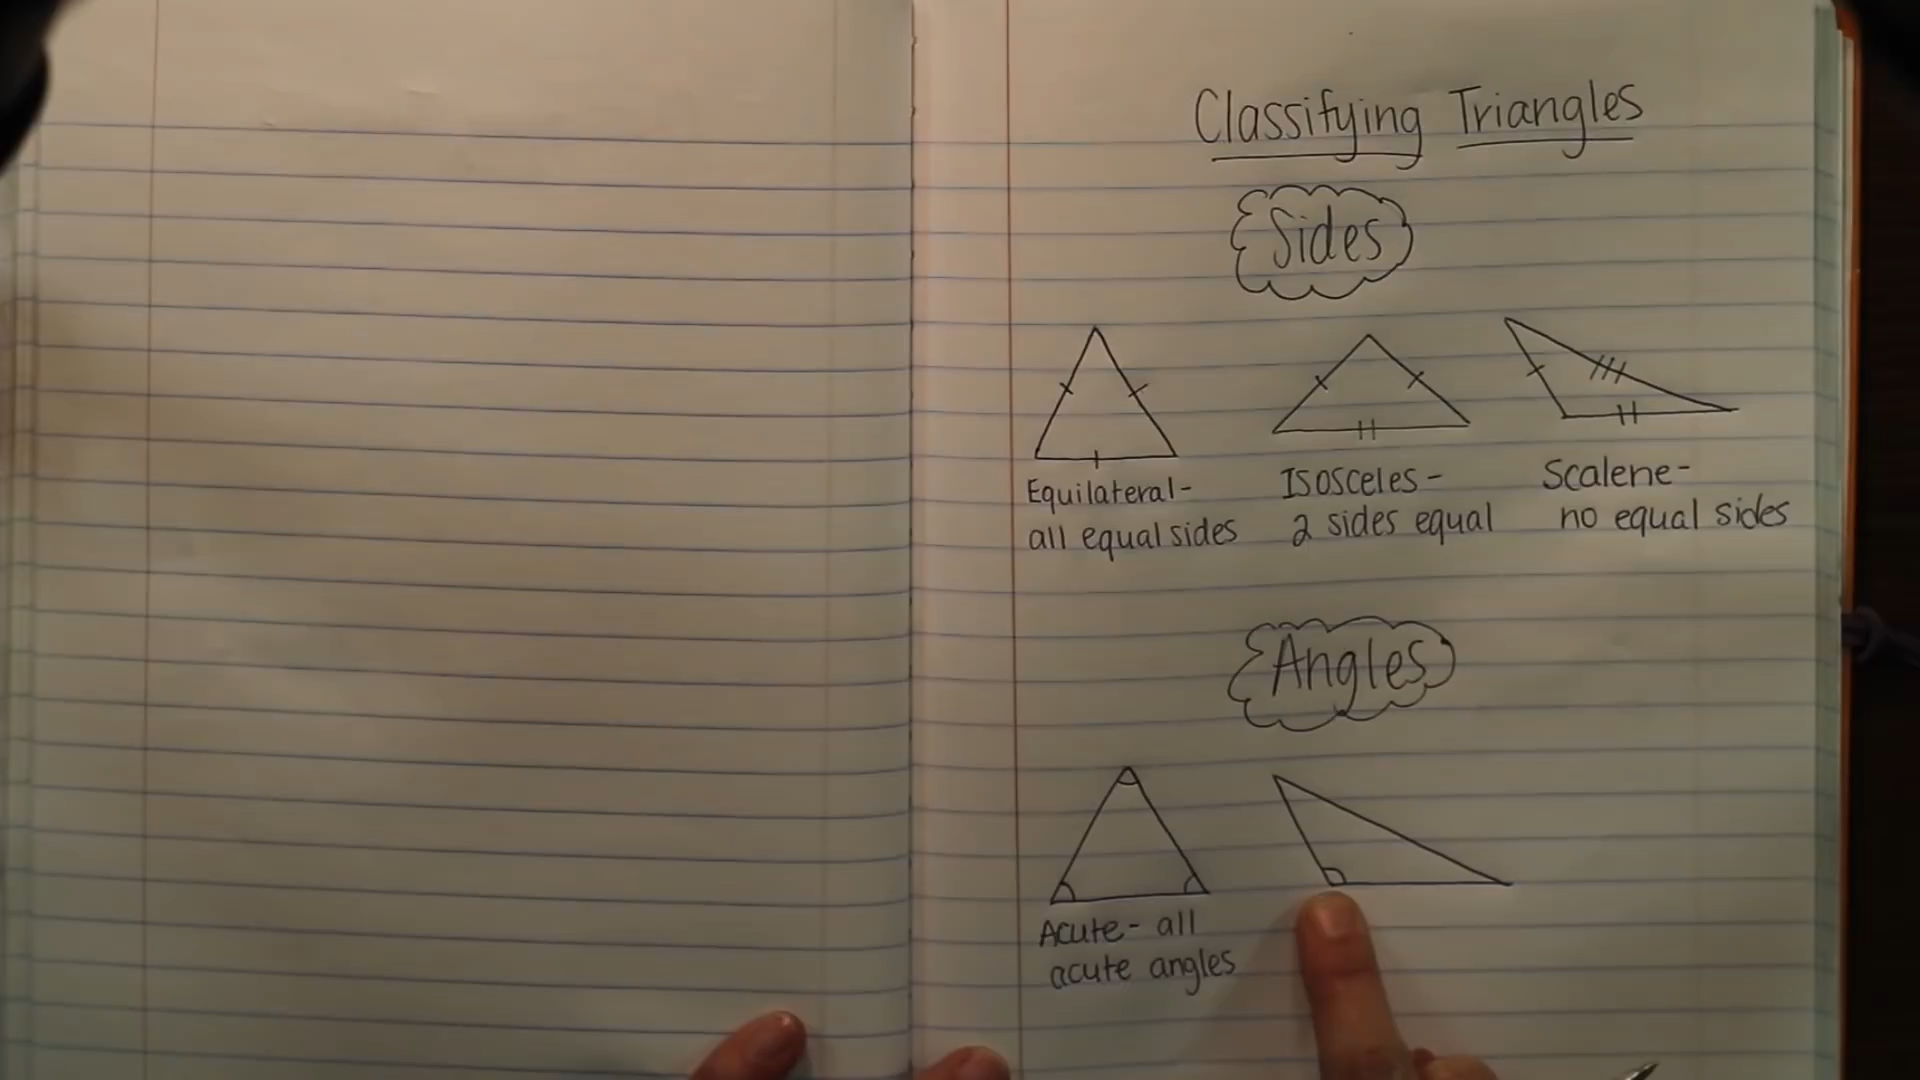 Classifying Triangles
Sides
Equilateral-
all equal sides
Isosceles-
2 sides equal
Scalene-
no equal sides
Angles
Acute- all
acute angles